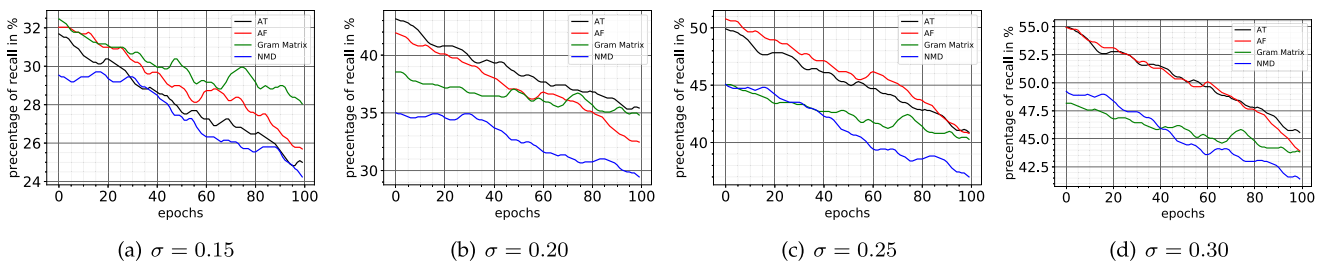 precentage of recall in %
32
30
28
26
24
0 20 40 60 80 100
epochs
AT
AF
Gram Matrix
NMD
(a) σ = 0.15
precentage of recall in %
40
35
30
0 20 40 60 80 100
epochs
AT
AF
Gram Matrix
NMD
(b) σ = 0.20
precentage of recall in %
50
45
40
0 20 40 60 80 100
epochs
AT
AF
Gram Matrix
NMD
(c) σ = 0.25
precentage of recall in %
55.0
52.5
50.0
47.5
45.0
42.5
0 20 40 60 80 100
epochs
AT
AF
Gram Matrix
NMD
(d) σ = 0.30